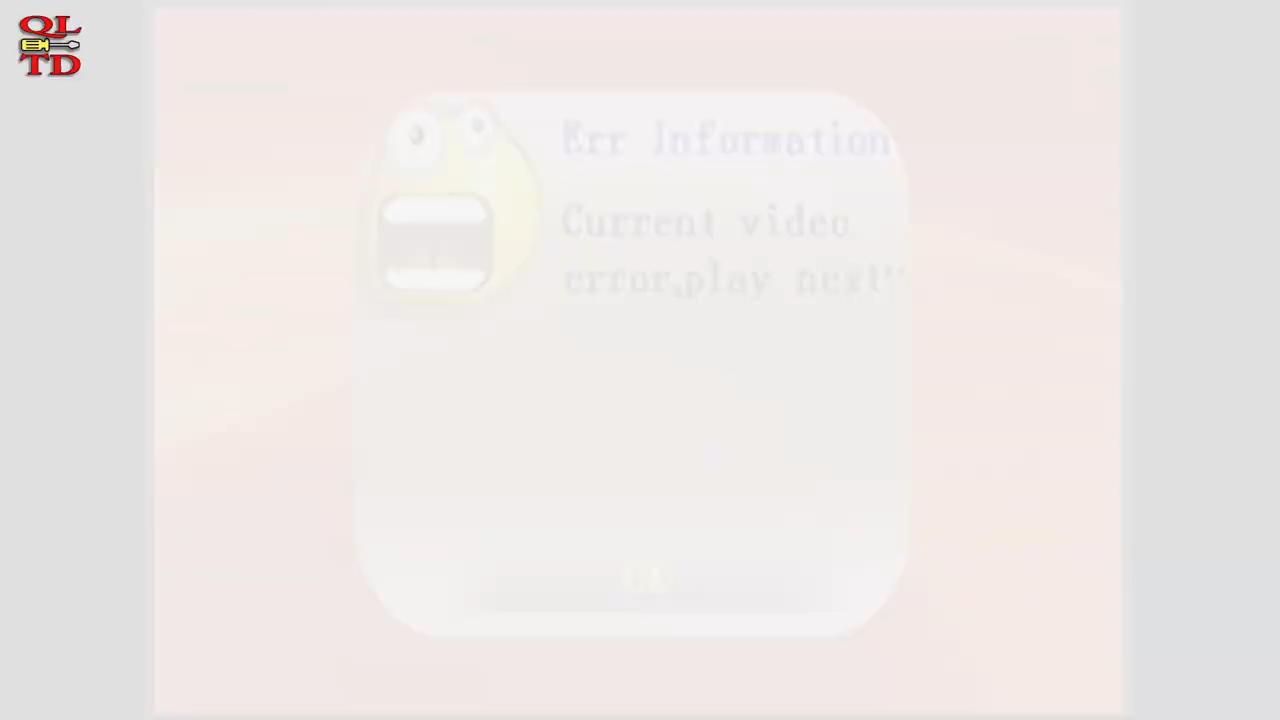 QL
TD
Err Information
Current video
error,play next